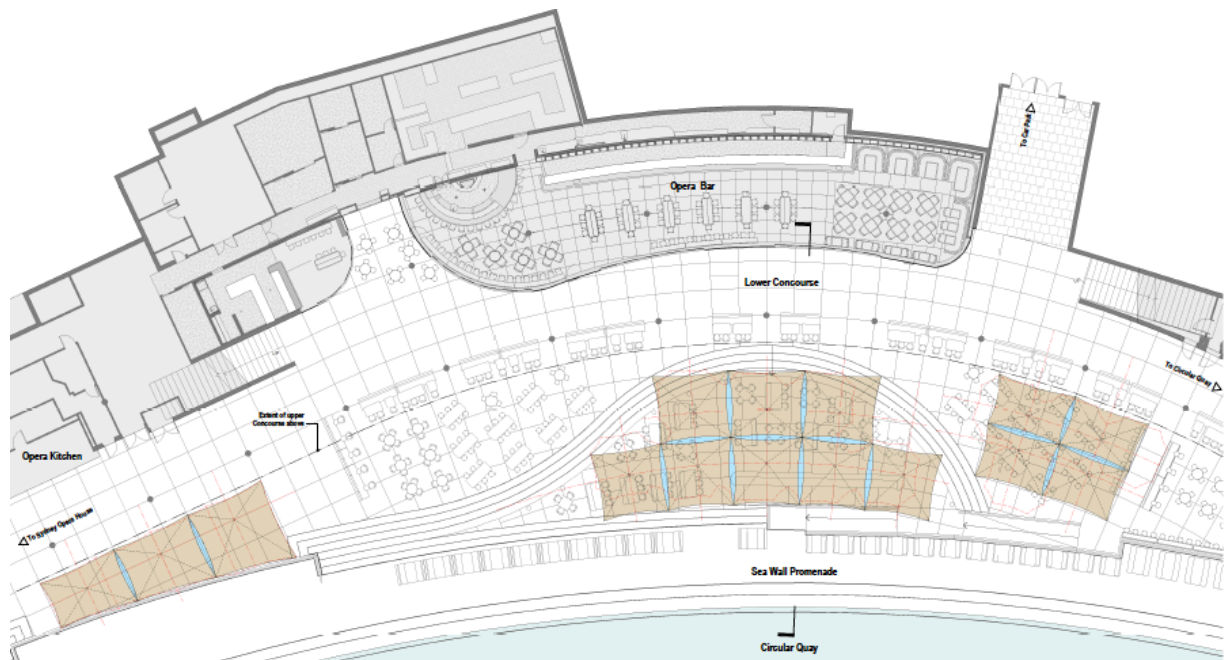 To Car Park
Opera Bar
Lower Concourse
To Circular Quay
Extent of upper
Concourse above
Opera Kitchen
To Sydney Opera House
Sea Wall Promenade
Circular Quay